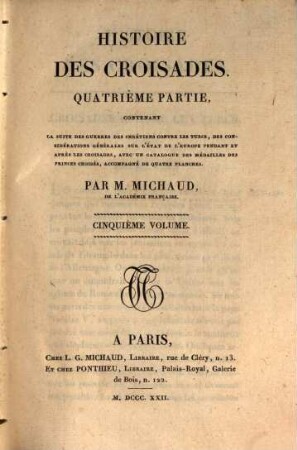 HISTOIRE
DES CROISADES.
QUATRIÈME PARTIE,
CONTENANT
LA SUITE DES GUERRES DES CHRÉTIENS CONTRE LES TURCS, DES CON-
SIDÉRATIONS GÉNÉRALES SUR L'ÉTAT DE L'EUROPE PENDANT ET
APRÈS LES CROISADES, AVEC UN CATALOGUE DES MÉDAILLES DES
PRINCES CROISÉS, ACCOMPAGNÉ DE QUATRE PLANCHES.
PAR M. MICHAUD,
DE L'ACADÉMIE FRANÇAISE.
CINQUIÈME VOLUME.
A PARIS,
CHEZ L. G. MICHAUD, LIBRAIRE, rue de Cléry, n. 13.
ET CHEZ PONTHIEU, LIBRAIRE, Palais-Royal, Galerie
de Bois, n. 122.
M. DCCC. XXII.